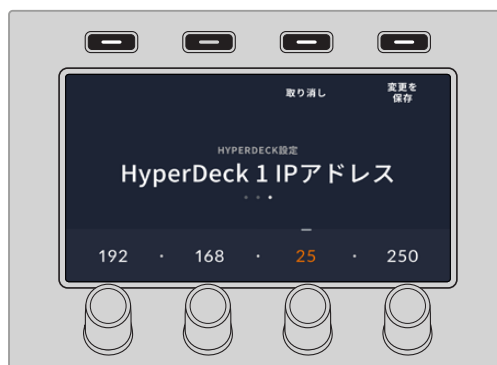 取り消し
変更を
保存
HYPERDECK設定
HyperDeck 1 IPアドレス
192 · 168 · 25 · 250